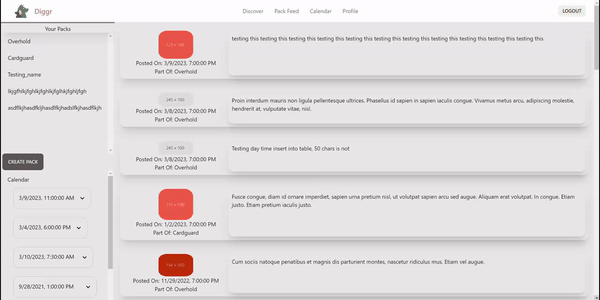 Diggr
Discover Pack Feed Calendar Profile
LOGOUT
Your Packs
Overhold
Cardguard
Testing_name
CREATE PACK
Calendar
3/9/2023, 11:00:00 AM
3/4/2023, 6:00:00 PM
3/10/2023, 7:30:00 AM
9/28/2021, 1:00:00 PM
testing this testing this testing this testing this testing this testing this testing this testing this testing this testing this testing this
Posted On: 3/9/2023, 7:00:00 PM
Part Of: Overhold
245 x 100
Proin interdum mauris non ligula pellentesque ultrices. Phasellus id sapien in sapien iaculis congue. Vivamus metus arcu, adipiscing molestie,
hendrerit at, vulputate vitae, nisl.
Posted On: 3/8/2023, 7:00:00 PM
Part Of: Overhold
245 x 100
Testing day time insert into table, 50 chars is not
Posted On: 3/8/2023, 7:00:00 PM
Part Of: Overhold
Fusce congue, diam id ornare imperdiet, sapien urna pretium nisl, ut volutpat sapien arcu sed augue. Aliquam erat volutpat. In congue. Etiam
justo. Etiam pretium iaculis justo.
Posted On: 1/2/2023, 7:00:00 PM
Part Of: Cardguard
Cum sociis natoque penatibus et magnis dis parturient montes, nascetur ridiculus mus. Etiam vel augue.
Posted On: 11/29/2022, 7:00:00 PM
Part Of: Overhold